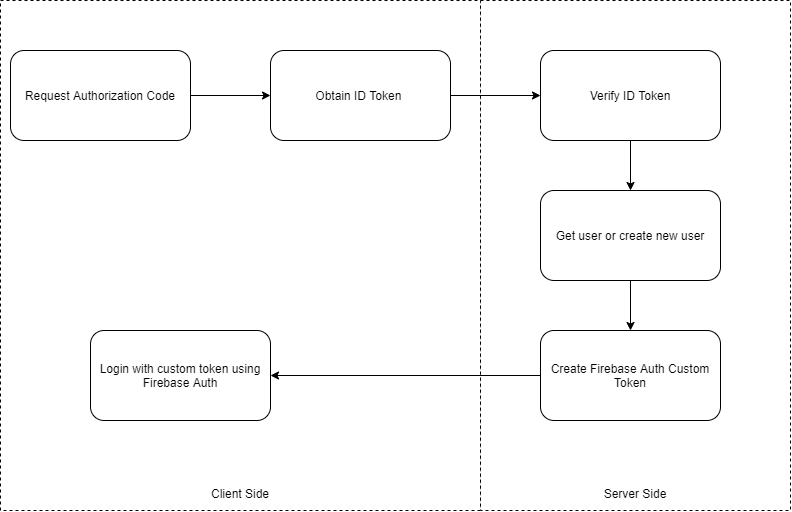 Request Authorization Code
Obtain ID Token
Verify ID Token
Get user or create new user
Login with custom token using
Firebase Auth
Create Firebase Auth Custom
Token
Client Side
Server Side